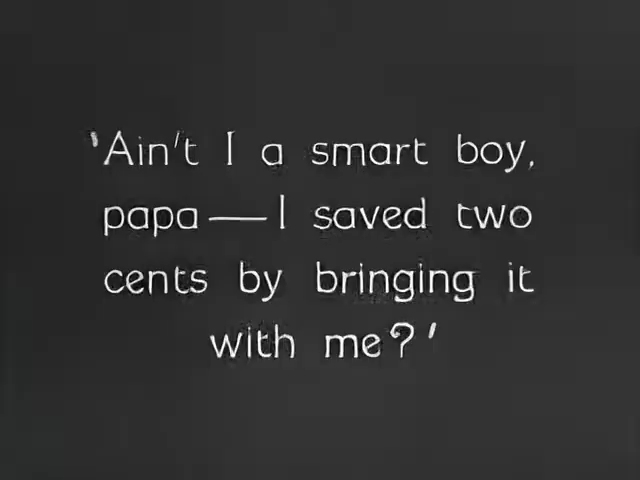 'Ain't I a smart boy,
papa—I saved two
cents by bringing it
with me?'